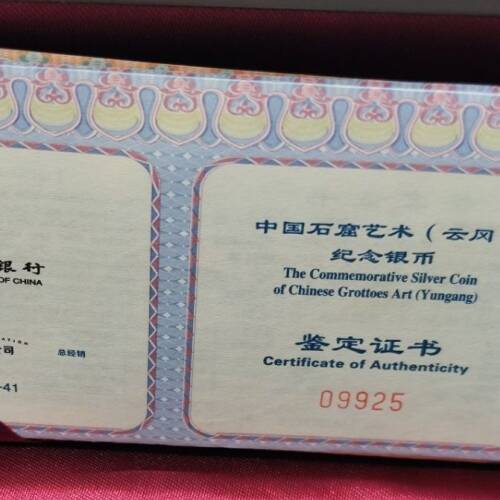 银行
OF CHINA
司 总经销
-41
中国石窟艺术（云冈
纪念银币
The Commemorative Silver Coin
of Chinese Grottoes Art (Yungang)
鉴定证书
Certificate of Authenticity
09925